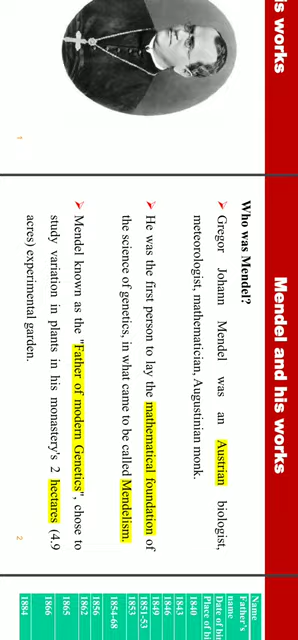 is works
1
Mendel and his works
Who was Mendel?
➢ Gregor Johann Mendel was an Austrian biologist,
meteorologist, mathematician, Augustinian monk.
➢ He was the first person to lay the mathematical foundation of
the science of genetics, in what came to be called Mendelism.
➢ Mendel known as the "Father of modern Genetics", chose to
study variation in plants in his monastery's 2 hectares (4.9
acres) experimental garden.
2
Name
Father's
name
Date of bi
Place of bi
1840
1843
1846
1849
1851-53
1853
1854-68
1856
1862
1865
1866
1884